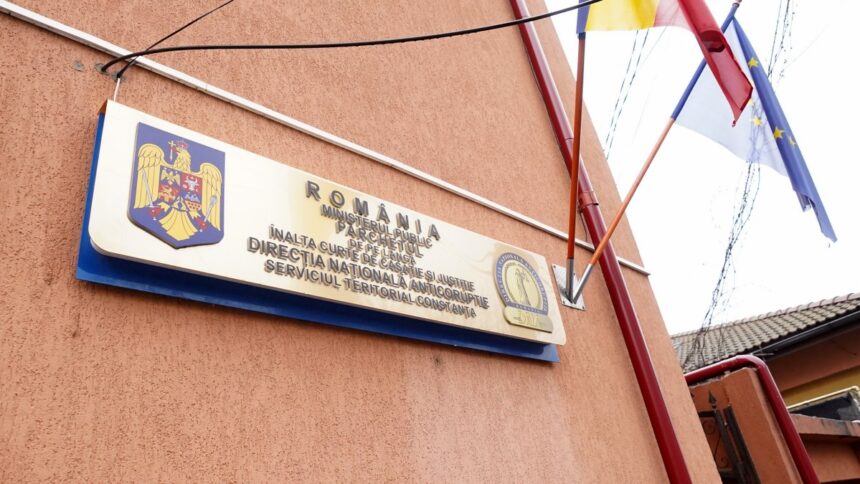 ROMÂNIA
MINISTERUL PUBLIC
PARCHETUL
DE PE LÂNGĂ
ÎNALTA CURTE DE CASAȚIE ȘI JUSTIȚIE
DIRECȚIA NAȚIONALĂ ANTICORUPȚIE
SERVICIUL TERITORIAL CONSTANȚA